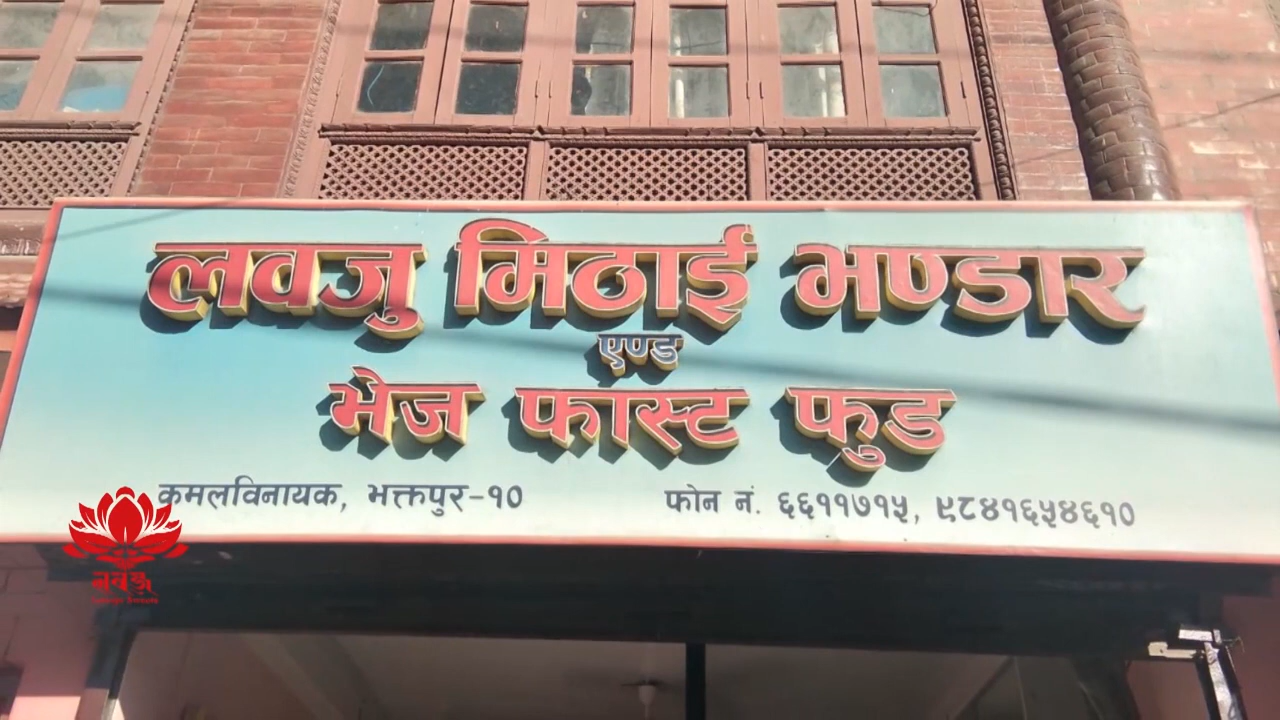 लवजु मिठाई भण्डार
एण्ड
भेज फास्ट फुड
कमलविनायक, भक्तपुर-१० फोन नं. ६६११७१५, ९८४१६५४६१०